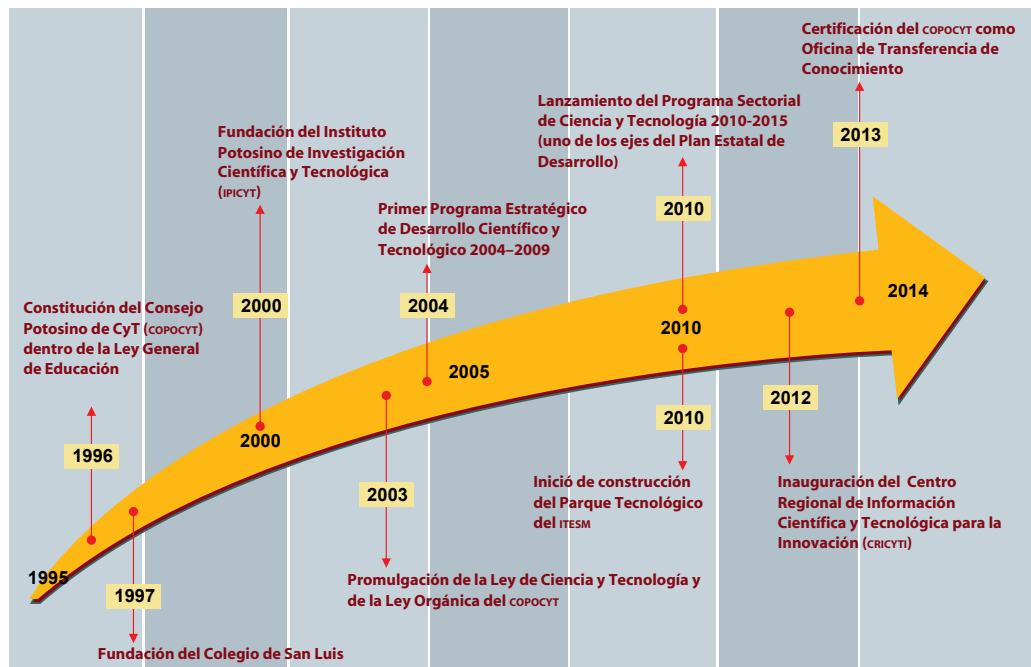 Certificación del COPOCYT como
Oficina de Transferencia de
Conocimiento
2013
Lanzamiento del Programa Sectorial
de Ciencia y Tecnología 2010-2015
(uno de los ejes del Plan Estatal de
Desarrollo)
2010
Fundación del Instituto
Potosino de Investigación
Científica y Tecnológica
(IPICYT)
2000
Primer Programa Estratégico
de Desarrollo Científico y
Tecnológico 2004–2009
2004
Constitución del Consejo
Potosino de CyT (COPOCYT)
dentro de la Ley General
de Educación
1996
1995
2000
2005
2010
2014
1997
Fundación del Colegio de San Luis
2003
Promulgación de la Ley de Ciencia y Tecnología y
de la Ley Orgánica del COPOCYT
2010
Inició de construcción
del Parque Tecnológico
del ITESM
2012
Inauguración del Centro
Regional de Información
Científica y Tecnológica para la
Innovación (CRICYTI)